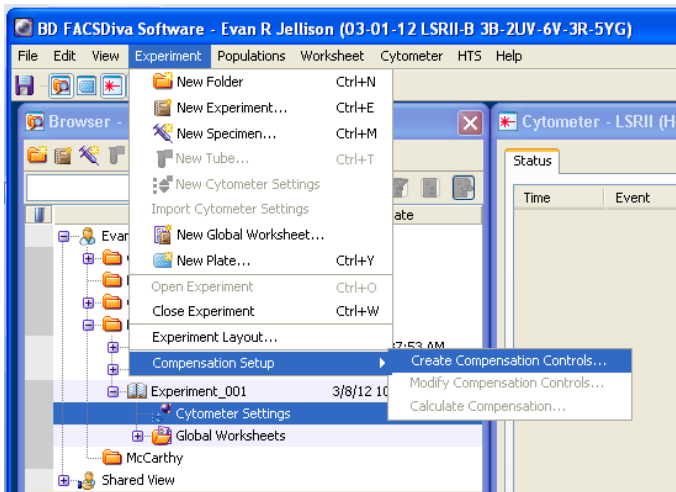 BD FACSDiva Software - Evan R Jellison (03-01-12 LSRII-B 3B-2UV-6V-3R-5YG)
File Edit View Experiment Populations Worksheet Cytometer HTS Help
New Folder Ctrl+N
New Experiment... Ctrl+E
New Specimen... Ctrl+M
New Tube... Ctrl+T
New Cytometer Settings
Import Cytometer Settings
New Global Worksheet...
New Plate... Ctrl+Y
Open Experiment Ctrl+O
Close Experiment Ctrl+W
Experiment Layout...
Compensation Setup
Create Compensation Controls...
Modify Compensation Controls...
Calculate Compensation...
Browser -
ate
Evan
7:53 AM
Experiment_001 3/8/12 10
Cytometer Settings
Global Worksheets
McCarthy
Shared View
Cytometer - LSRII (H
Status
Time Event